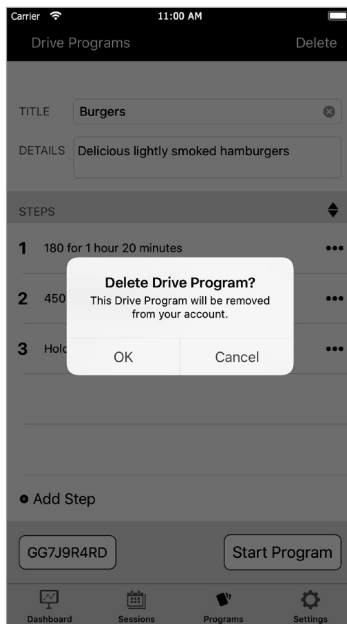 Carrier 11:00 AM
Drive Programs Delete
TITLE Burgers
DETAILS Delicious lightly smoked hamburgers
STEPS
1 180 for 1 hour 20 minutes
Delete Drive Program?
This Drive Program will be removed
from your account.
2 450
3 Hold
OK Cancel
Add Step
GG7J9R4RD Start Program
Dashboard Sessions Programs Settings